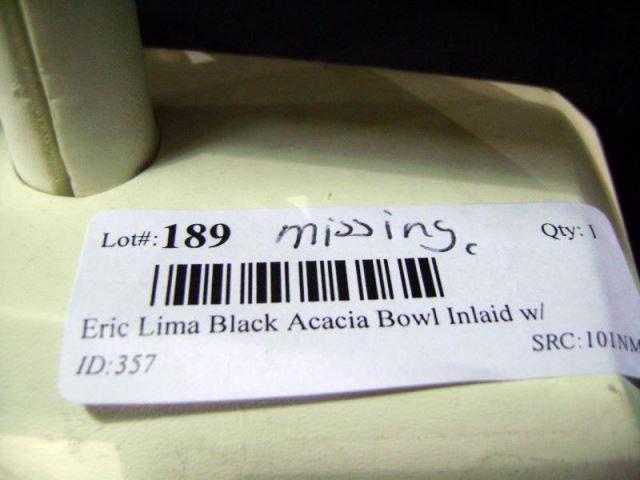 Lot#: 189 missing. Qty: 1
Eric Lima Black Acacia Bowl Inlaid w/
SRC:101NM
ID:357